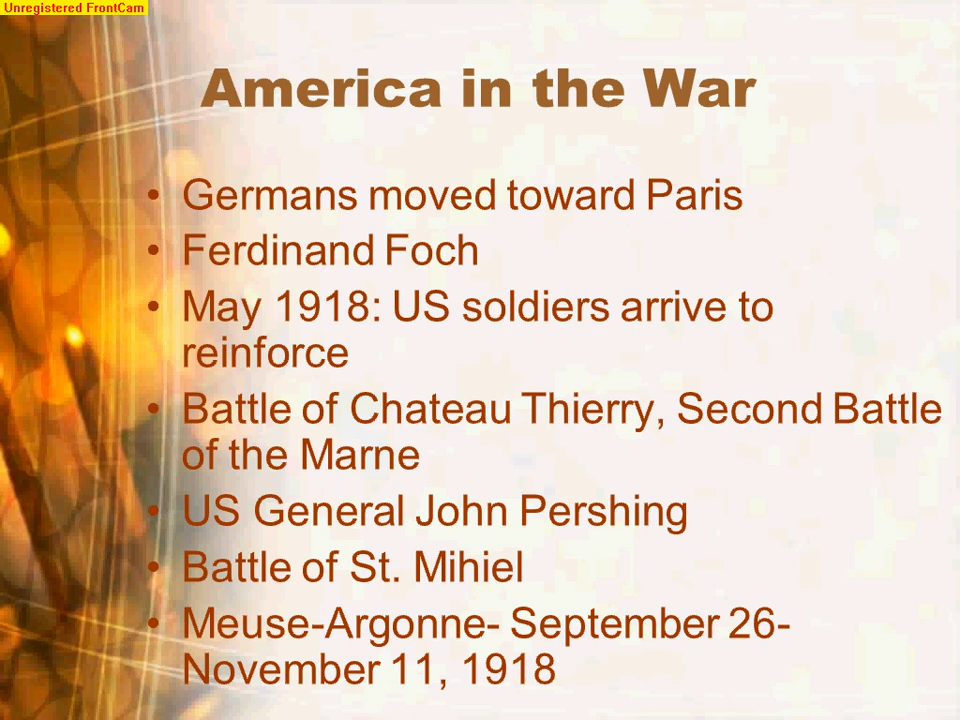 Unregistered FrontCam
America in the War
• Germans moved toward Paris
• Ferdinand Foch
• May 1918: US soldiers arrive to
reinforce
• Battle of Chateau Thierry, Second Battle
of the Marne
• US General John Pershing
• Battle of St. Mihiel
• Meuse-Argonne- September 26-
November 11, 1918